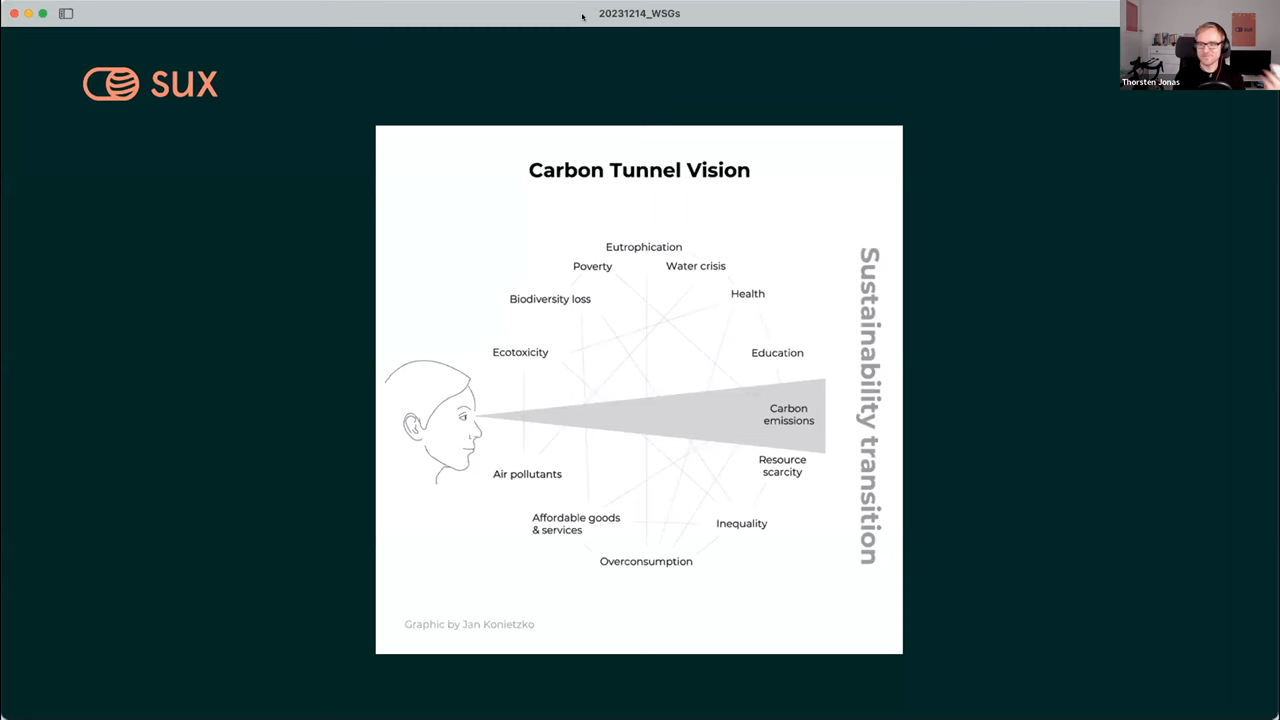 20231214_WSGs
Thorsten Jonas
sux
Carbon Tunnel Vision
Eutrophication
Poverty
Water crisis
Health
Biodiversity loss
Ecotoxicity
Education
Carbon
emissions
Resource
scarcity
Air pollutants
Affordable goods
& services
Inequality
Overconsumption
Sustainability transition
Graphic by Jan Konietzko